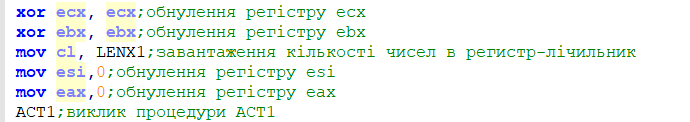 xor ecx, ecx;обнулення регістру ecx
xor ebx, ebx;обнулення регістру ebx
mov cl, LENX1;завантаження кількості чисел в регистр-лічильник
mov esi,0;обнулення регістру esi
mov eax,0;обнулення регістру eax
ACT1;виклик процедури ACT1